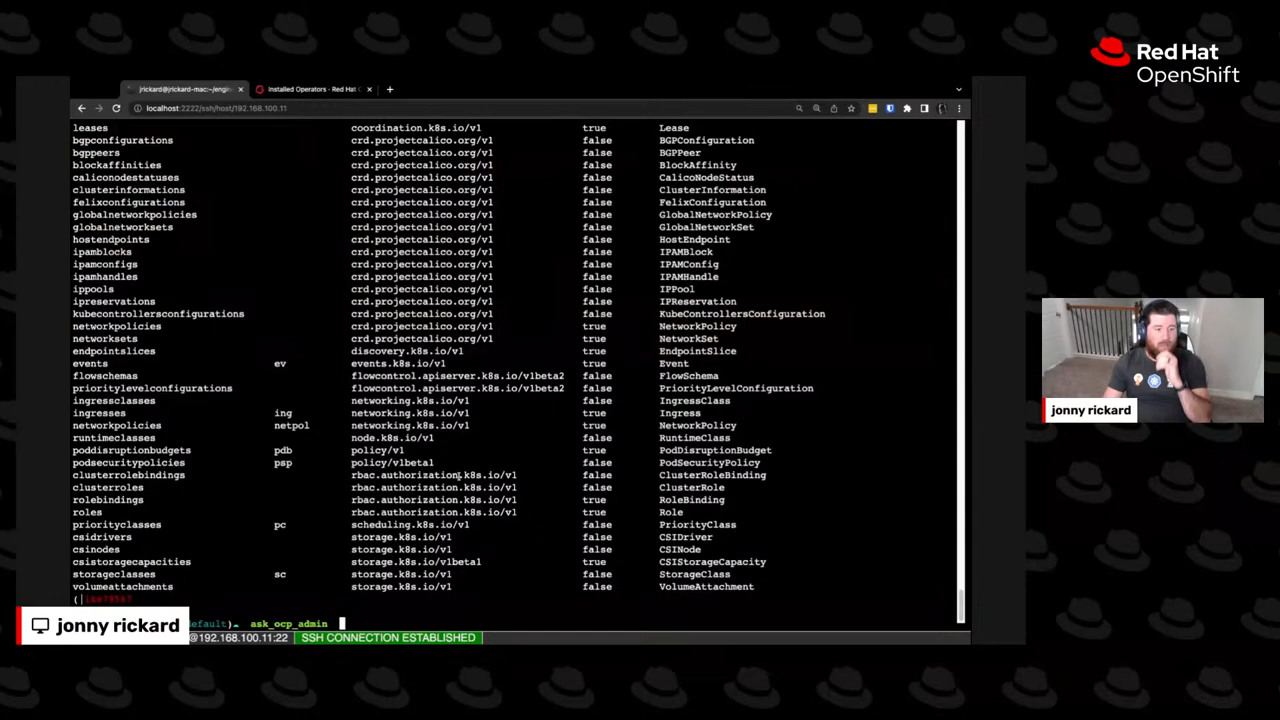 Red Hat
OpenShift
jrickard@jrickard-mac:~/engin
Installed Operators - Red Hat
localhost:2222/ssh/host/192.168.100.11
leases coordination.k8s.io/v1 true Lease
bgpconfigurations crd.projectcalico.org/v1 false BGPConfiguration
bgppeers crd.projectcalico.org/v1 false BGPPeer
blockaffinities crd.projectcalico.org/v1 false BlockAffinity
caliconodestatuses crd.projectcalico.org/v1 false CalicoNodeStatus
clusterinformations crd.projectcalico.org/v1 false ClusterInformation
felixconfigurations crd.projectcalico.org/v1 false FelixConfiguration
globalnetworkpolicies crd.projectcalico.org/v1 false GlobalNetworkPolicy
globalnetworksets crd.projectcalico.org/v1 false GlobalNetworkSet
hostendpoints crd.projectcalico.org/v1 false HostEndpoint
ipamblocks crd.projectcalico.org/v1 false IPAMBlock
ipamconfigs crd.projectcalico.org/v1 false IPAMConfig
ipamhandles crd.projectcalico.org/v1 false IPAMHandle
ippools crd.projectcalico.org/v1 false IPPool
ipreservations crd.projectcalico.org/v1 false IPReservation
kubecontrollersconfigurations crd.projectcalico.org/v1 false KubeControllersConfiguration
networkpolicies crd.projectcalico.org/v1 true NetworkPolicy
networksets crd.projectcalico.org/v1 true NetworkSet
endpointslices discovery.k8s.io/v1 true EndpointSlice
events ev events.k8s.io/v1 true Event
flowschemas flowcontrol.apiserver.k8s.io/v1beta2 false FlowSchema
prioritylevelconfigurations flowcontrol.apiserver.k8s.io/v1beta2 false PriorityLevelConfiguration
ingressclasses networking.k8s.io/v1 false IngressClass
ingresses ing networking.k8s.io/v1 true Ingress
networkpolicies netpol networking.k8s.io/v1 true NetworkPolicy
runtimeclasses node.k8s.io/v1 false RuntimeClass
poddisruptionbudgets pdb policy/v1 true PodDisruptionBudget
podsecuritypolicies psp policy/v1beta1 false PodSecurityPolicy
clusterrolebindings rbac.authorization.k8s.io/v1 false ClusterRoleBinding
clusterroles rbac.authorization.k8s.io/v1 false ClusterRole
rolebindings rbac.authorization.k8s.io/v1 true RoleBinding
roles rbac.authorization.k8s.io/v1 true Role
priorityclasses pc scheduling.k8s.io/v1 false PriorityClass
csidrivers storage.k8s.io/v1 false CSIDriver
csinodes storage.k8s.io/v1 false CSINode
csistoragecapacities storage.k8s.io/v1beta1 true CSIStorageCapacity
storageclasses sc storage.k8s.io/v1 false StorageClass
volumeattachments storage.k8s.io/v1 false VolumeAttachment
efault) ask_ocp_admin
@192.168.100.11:22 SSH CONNECTION ESTABLISHED
jonny rickard
jonny rickard